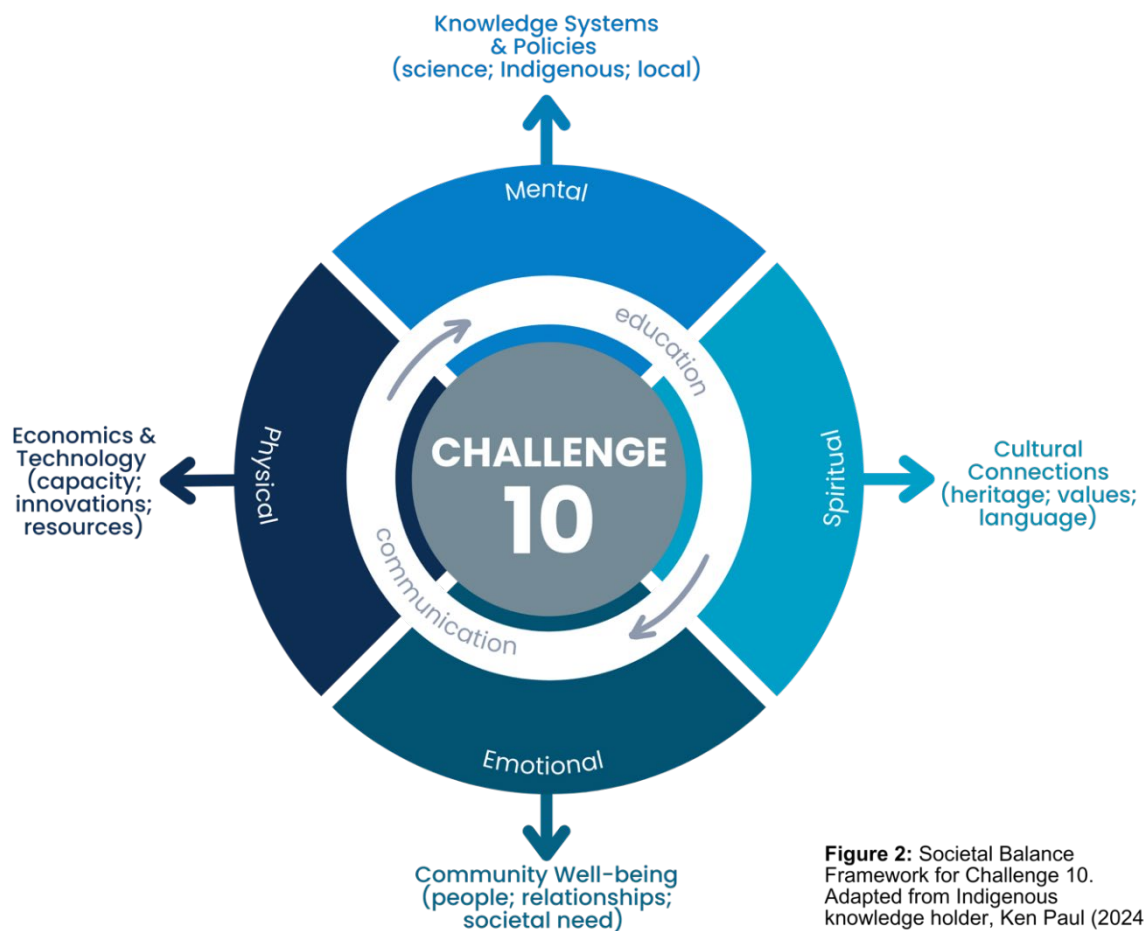 Knowledge Systems
& Policies
(science; Indigenous; local)
Mental
education
Economics &
Technology
(capacity;
innovations;
resources)
Physical
CHALLENGE
10
Spiritual
Cultural
Connections
(heritage; values;
language)
communication
Emotional
Community Well-being
(people; relationships;
societal need)
Figure 2: Societal Balance
Framework for Challenge 10.
Adapted from Indigenous
knowledge holder, Ken Paul (2024